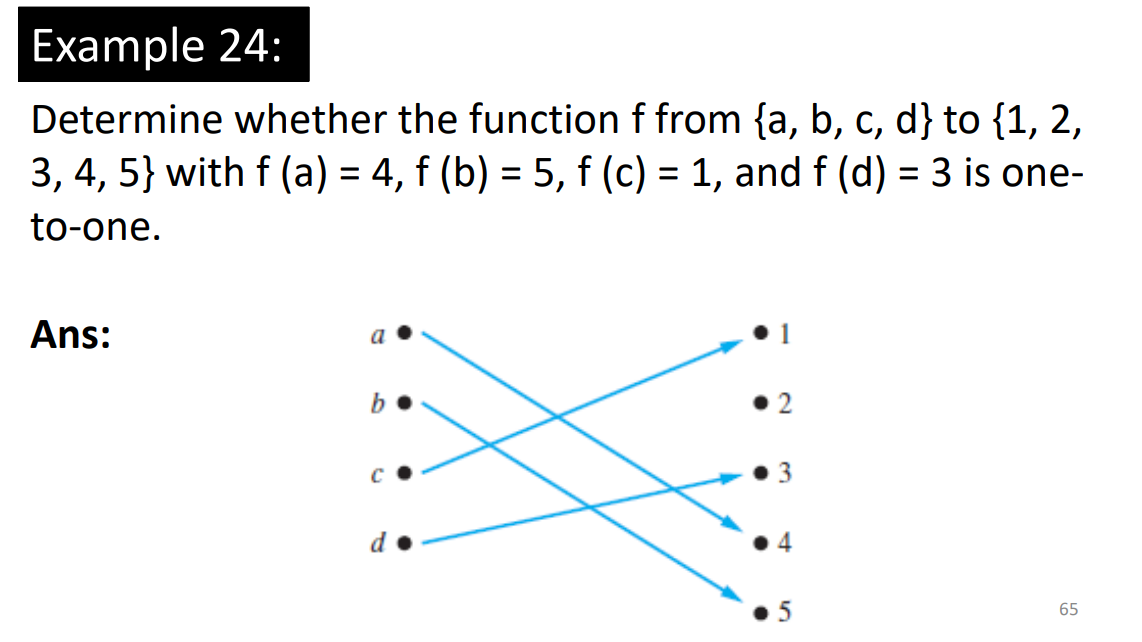 Example 24:
Determine whether the function f from {a, b, c, d} to {1, 2,
3, 4, 5} with f (a) = 4, f (b) = 5, f (c) = 1, and f (d) = 3 is one-
to-one.
Ans:
a 1
b 2
c 3
d 4
5
65